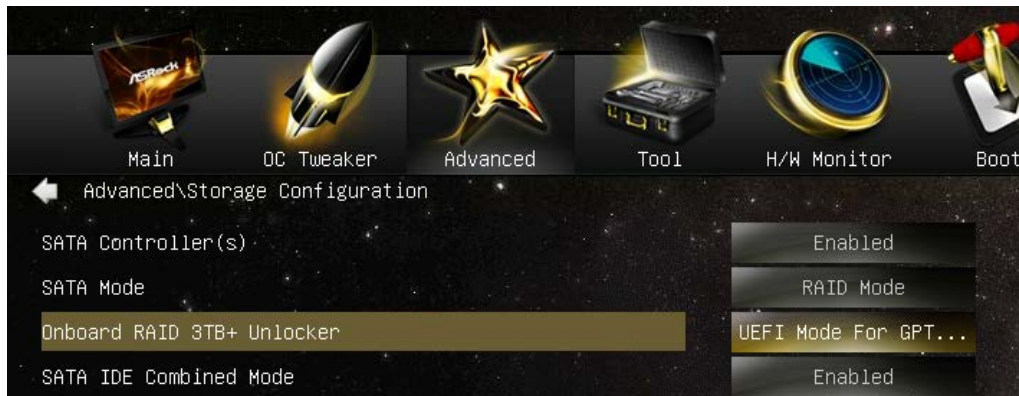 ASRock
Main OC Tweaker Advanced Tool H/W Monitor Boot
Advanced\Storage Configuration
SATA Controller(s) Enabled
SATA Mode RAID Mode
Onboard RAID 3TB+ Unlocker UEFI Mode For GPT...
SATA IDE Combined Mode Enabled